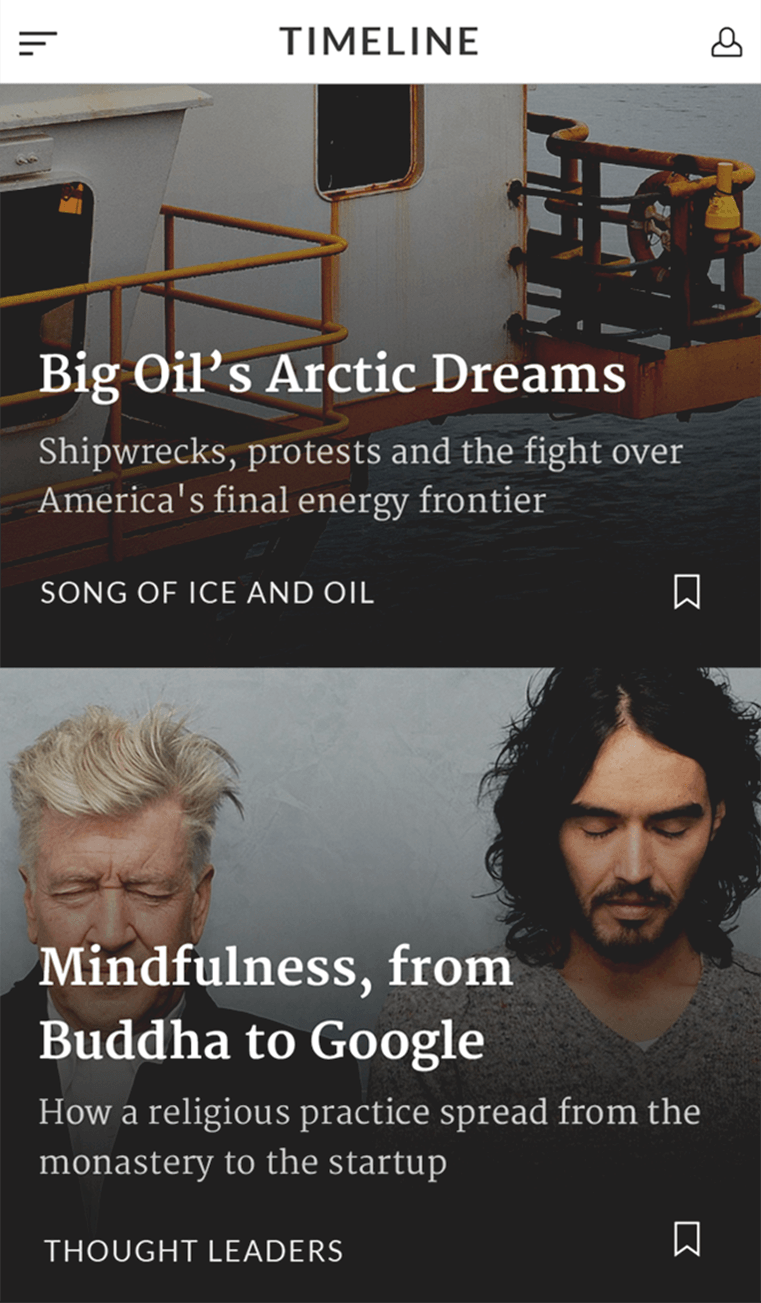 TIMELINE
Big Oil’s Arctic Dreams
Shipwrecks, protests and the fight over
America's final energy frontier
SONG OF ICE AND OIL
Mindfulness, from
Buddha to Google
How a religious practice spread from the
monastery to the startup
THOUGHT LEADERS